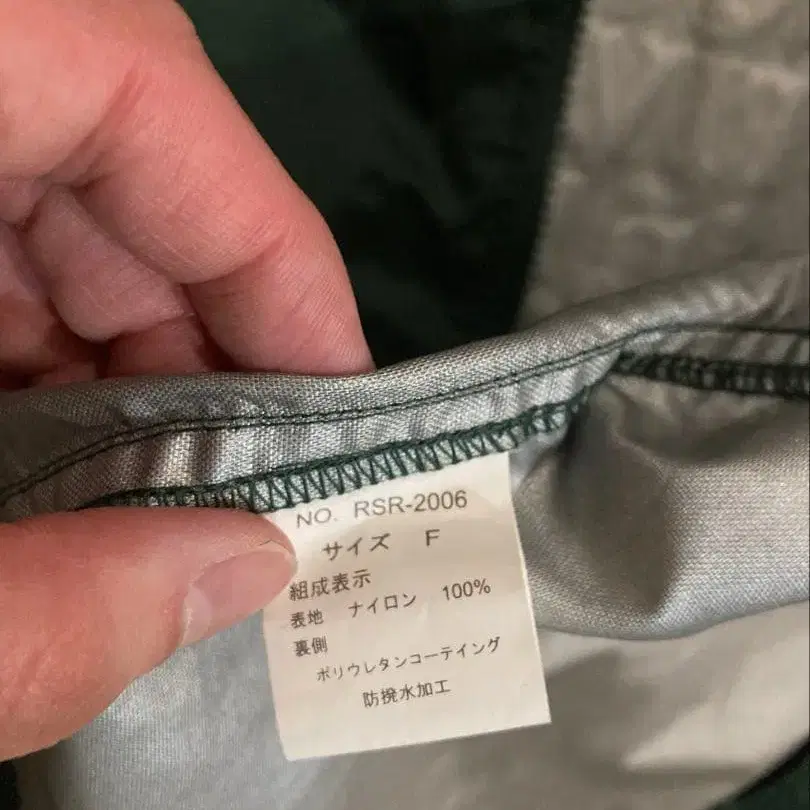 NO. RSR-2006
サイズ F
組成表示
表地 ナイロン 100%
裏側
ポリウレタンコーテイング
防撥水加工